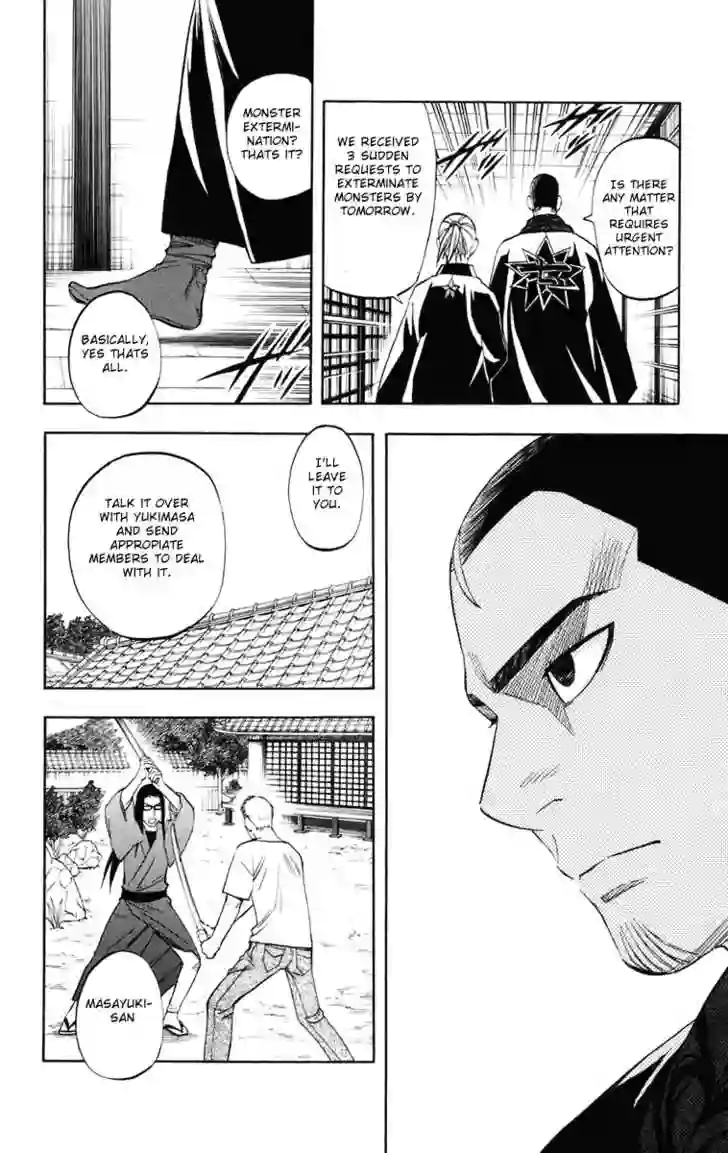 IS THERE
ANY MATTER
THAT
REQUIRES
URGENT
ATTENTION?
WE RECEIVED
3 SUDDEN
REQUESTS TO
EXTERMINATE
MONSTERS BY
TOMORROW.
MONSTER
EXTERMI-
NATION?
THATS IT?
BASICALLY,
YES THATS
ALL.
I'LL
LEAVE
IT TO
YOU.
TALK IT OVER
WITH YUKIMASA
AND SEND
APPROPIATE
MEMBERS TO DEAL
WITH IT.
MASAYUKI-
SAN